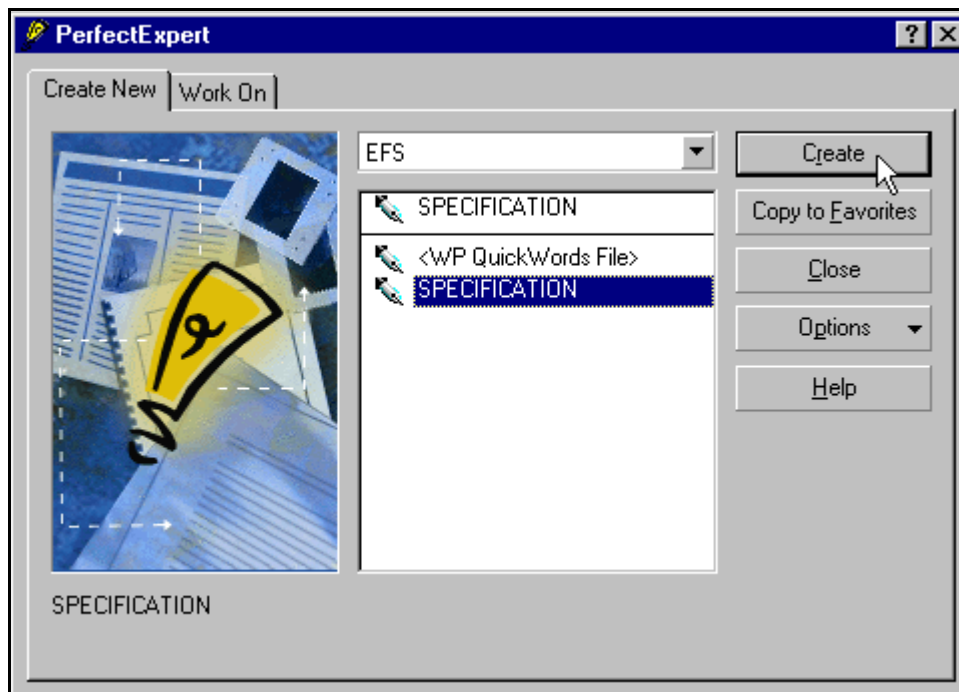 PerfectExpert
Create New
Work On
EFS
Create
SPECIFICATION
Copy to Favorites
<WP QuickWords File>
Close
SPECIFICATION
Options
Help
SPECIFICATION